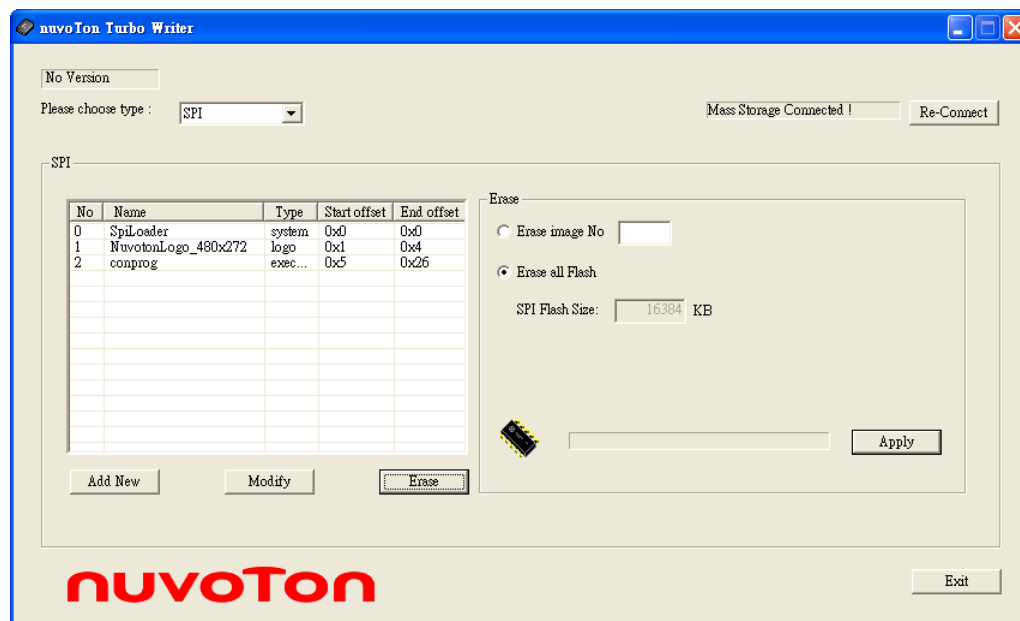 nuvoTon Turbo Writer
No Version
Please choose type :
SPI
Mass Storage Connected !
Re-Connect
SPI
No Name Type Start offset End offset
0 SpiLoader system 0x0 0x0
1 NuvotonLogo_480x272 logo 0x1 0x4
2 conprog exec... 0x5 0x26
Erase
Erase image No
Erase all Flash
SPI Flash Size: 16384 KB
Apply
Add New Modify Erase
nuvoTon
Exit